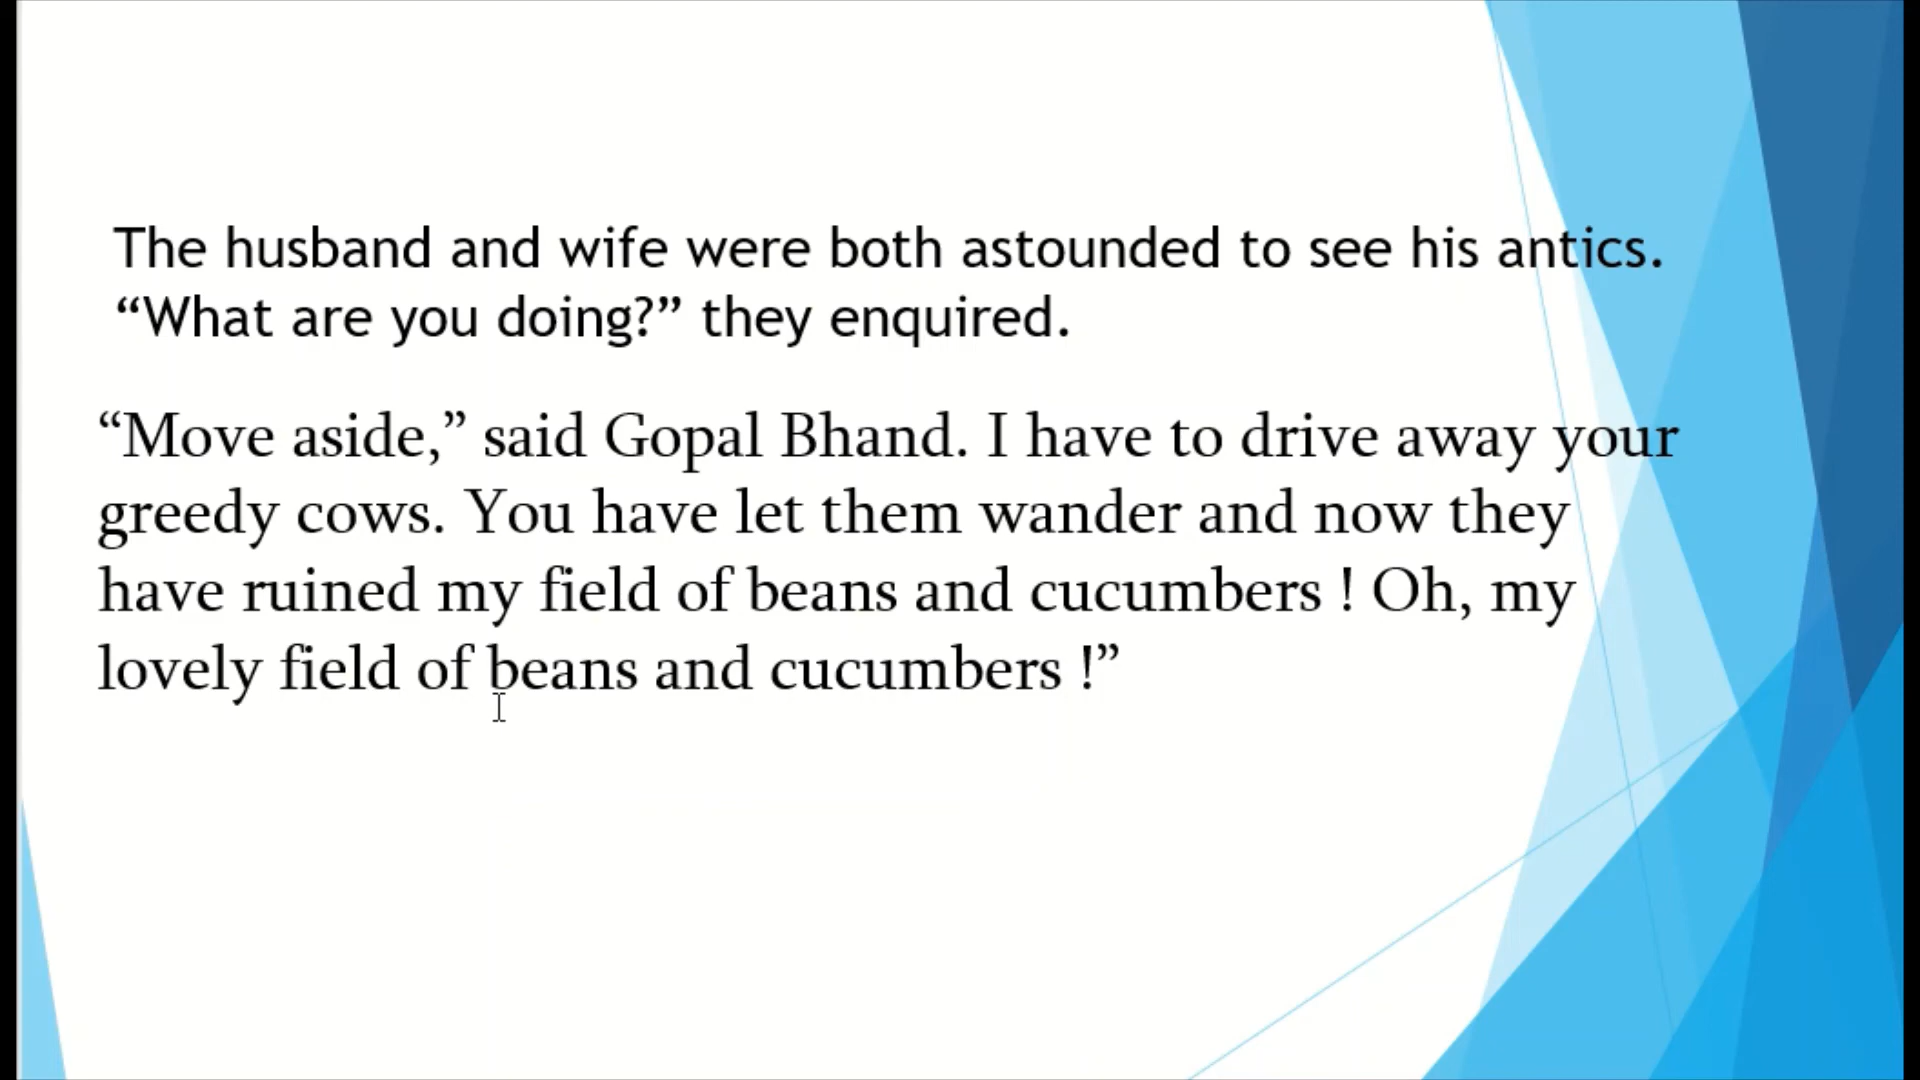 The husband and wife were both astounded to see his antics.
“What are you doing?” they enquired.
“Move aside,” said Gopal Bhand. I have to drive away your
greedy cows. You have let them wander and now they
have ruined my field of beans and cucumbers ! Oh, my
lovely field of beans and cucumbers !”